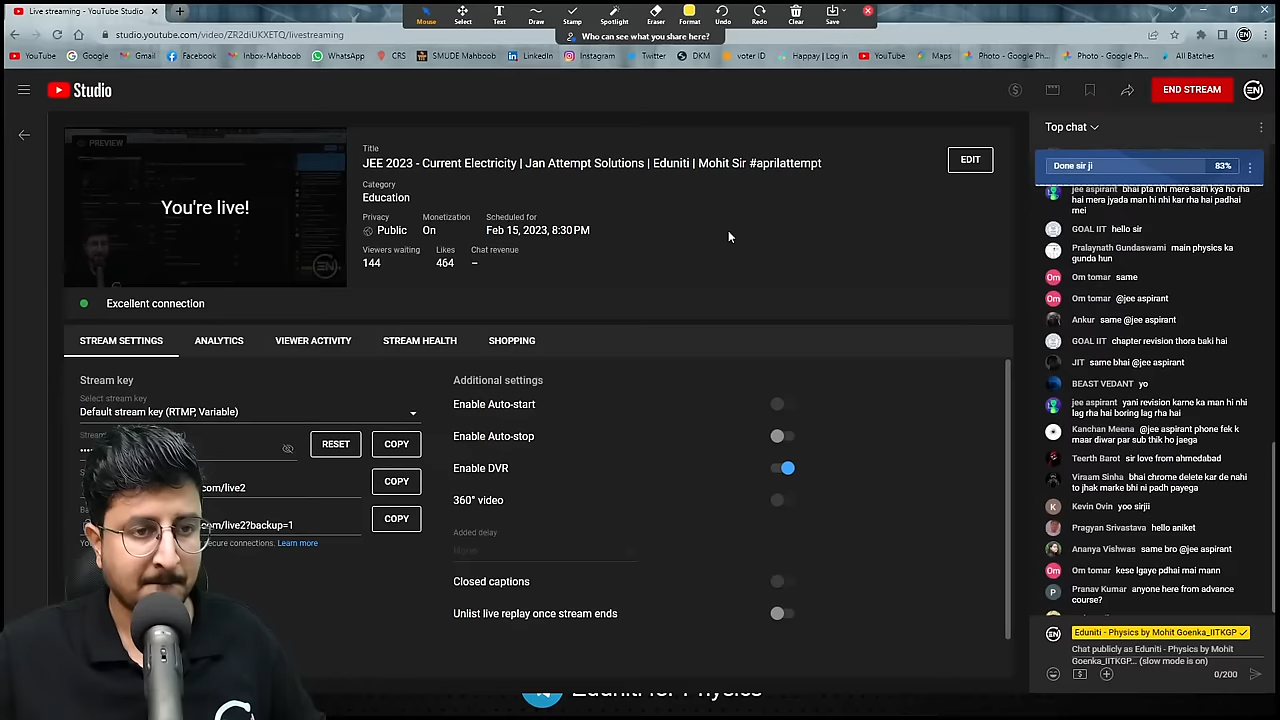 Live streaming - YouTube Studio
Mouse Select Text Draw Stamp Spotlight Eraser Format Undo Redo Clear Save
Who can see what you share here?
studio.youtube.com/video/ZR2diUKXETQ/livestreaming
YouTube Google Gmail Facebook Inbox-Mahboob WhatsApp CRS SMUDE Mahboob LinkedIN Instagram Twitter DKM voter iD Happay | Log in YouTube Maps Photo - Google Ph... Photo - Google Ph... All Batches
Studio
END STREAM
EN
PREVIEW
You're live!
Title
JEE 2023 - Current Electricity | Jan Attempt Solutions | Eduniti | Mohit Sir #aprilattempt
EDIT
Category
Education
Privacy Monetization Scheduled for
Public On Feb 15, 2023, 8:30 PM
Viewers waiting Likes Chat revenue
144 464 –
Excellent connection
STREAM SETTINGS ANALYTICS VIEWER ACTIVITY STREAM HEALTH SHOPPING
Stream key
Select stream key
Default stream key (RTMP, Variable)
RESET COPY
com/live2
COPY
com/live2?backup=1
COPY
secure connections. Learn more
Additional settings
Enable Auto-start
Enable Auto-stop
Enable DVR
360° video
Added delay
None
Closed captions
Unlist live replay once stream ends
Top chat
Done sir ji 83%
jee aspirant bhai pta nhi mere sath kya ho rha
hai mera jyada man hi nhi kar rha hai padhai
mei
GOAL IIT hello sir
Pralaynath Gundaswami main physics ka
gunda hun
Om tomar same
Om tomar @jee aspirant
Ankur same @jee aspirant
GOAL IIT chapter revision thora baki hai
JIT same bhai @jee aspirant
BEAST VEDANT yo
jee aspirant yani revision karne ka man hi nhi
lag rha hai boring lag rha hai
Kanchan Meena @jee aspirant phone fek k
maar diwar par sub thik ho jaega
Teerth Barot sir love from ahmedabad
Viraam Sinha bhai chrome delete kar de nahi
to jhak marke bhi ni padh payega
Kevin Ovin yoo sirjii
Pragyan Srivastava hello aniket
Ananya Vishwas same bro @jee aspirant
Om tomar kese lgaye pdhai mai mann
Pranav Kumar anyone here from advance
course?
Eduniti - Physics by Mohit Goenka_IITKGP
Chat publicly as Eduniti - Physics by Mohit
Goenka_IITKGP... (slow mode is on)
0/200
Eduniti for Physics